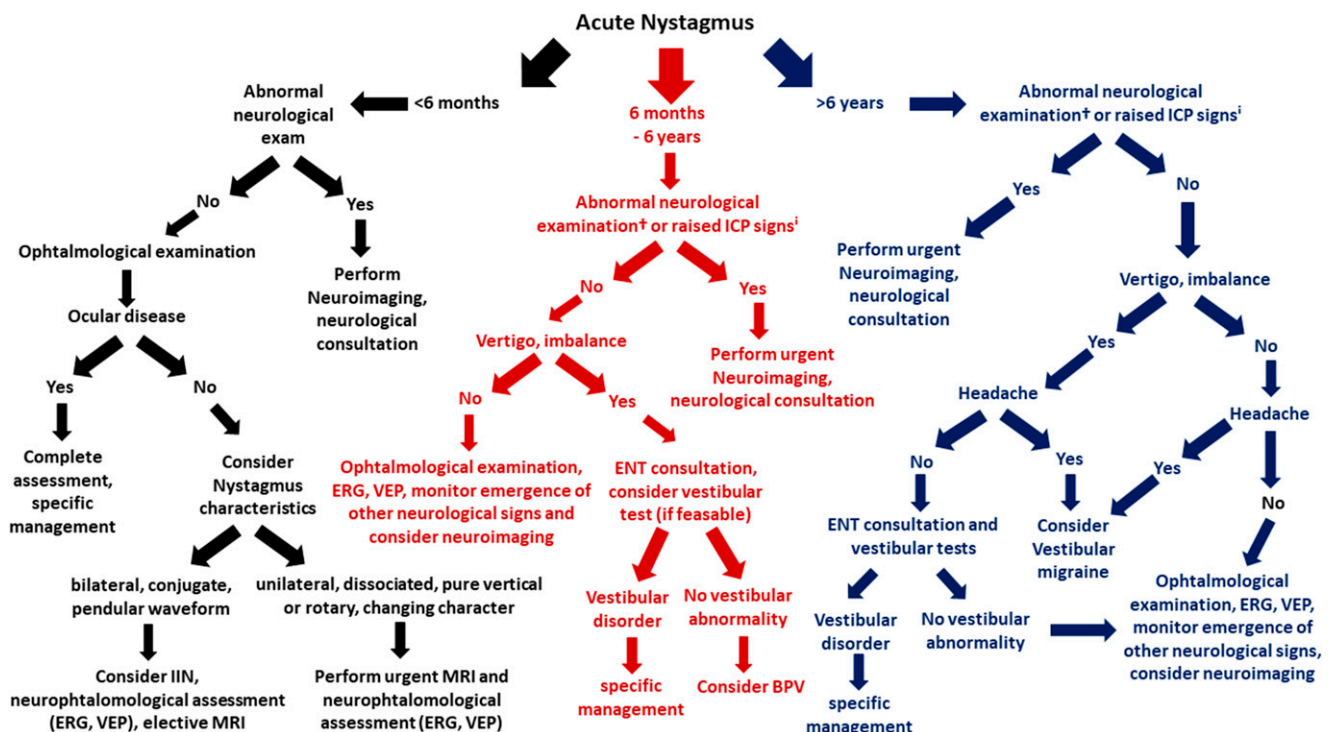 Acute Nystagmus
<6 months
Abnormal
neurological
exam
No
Yes
Ophtalmological examination
Perform
Neuroimaging,
neurological
consultation
Ocular disease
Yes
No
Complete
assessment,
specific
management
Consider
Nystagmus
characteristics
bilateral, conjugate,
pendular waveform
unilateral, dissociated, pure vertical
or rotary, changing character
Consider IIN,
neurophtalomological assessment
(ERG, VEP), elective MRI
Perform urgent MRI and
neurophtalomological
assessment (ERG, VEP)
6 months
- 6 years
Abnormal neurological
examination† or raised ICP signsⁱ
No
Yes
Vertigo, imbalance
Perform urgent
Neuroimaging,
neurological consultation
No
Yes
Ophtalmological examination,
ERG, VEP, monitor emergence of
other neurological signs and
consider neuroimaging
ENT consultation,
consider vestibular
test (if feasable)
Vestibular
disorder
No vestibular
abnormality
specific
management
Consider BPV
>6 years
Abnormal neurological
examination† or raised ICP signsⁱ
Yes
No
Perform urgent
Neuroimaging,
neurological
consultation
Vertigo, imbalance
Yes
No
Headache
Headache
No
Yes
Yes
No
ENT consultation and
vestibular tests
Consider
Vestibular
migraine
Ophtalmological
examination, ERG, VEP,
monitor emergence of
other neurological signs,
consider neuroimaging
Vestibular
disorder
No vestibular
abnormality
specific
management